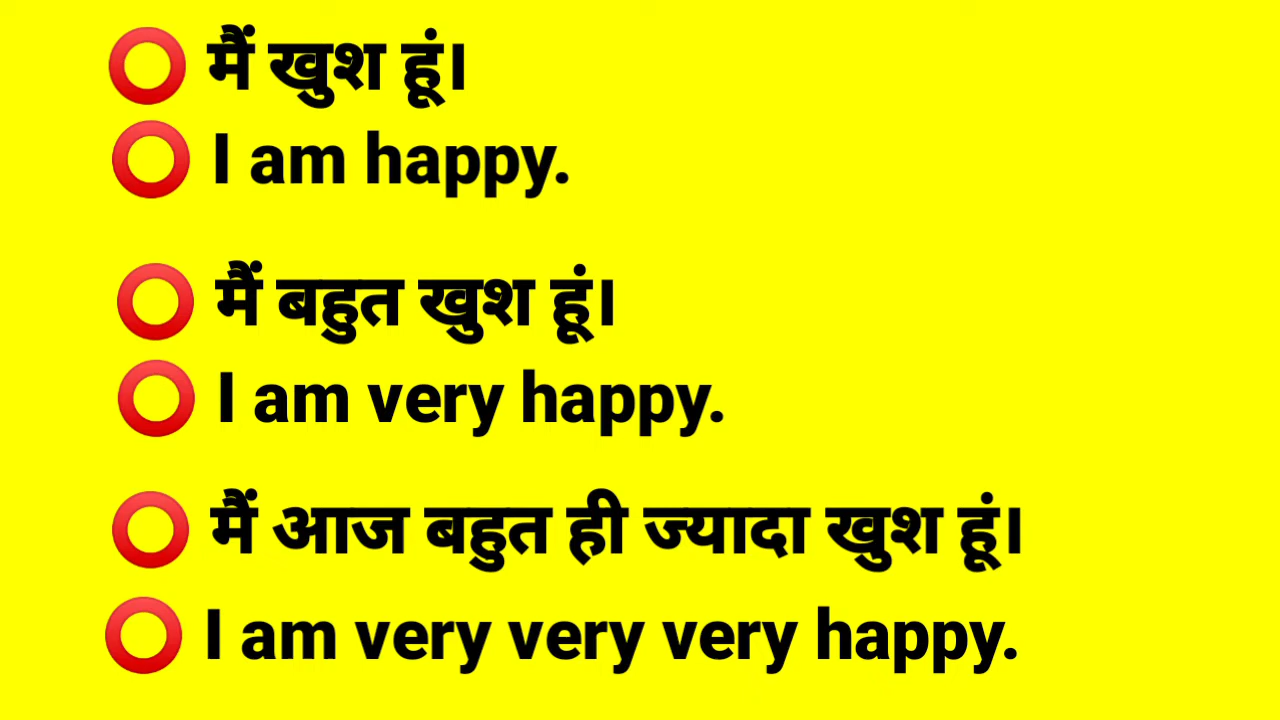 मैं खुश हूं।
I am happy.
मैं बहुत खुश हूं।
I am very happy.
मैं आज बहुत ही ज्यादा खुश हूं।
I am very very very happy.